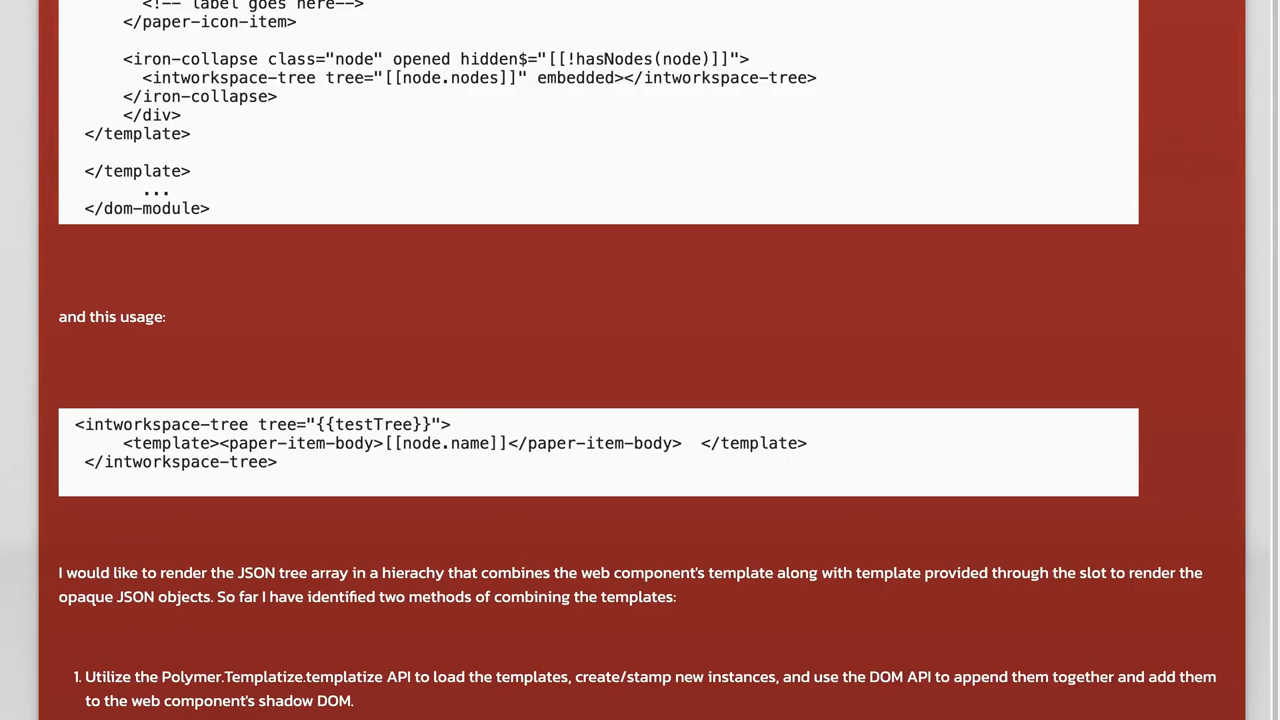 <!-- label goes here-->
</paper-icon-item>
<iron-collapse class="node" opened hidden$="[[!hasNodes(node)]]">
<intworkspace-tree tree="[[node.nodes]]" embedded></intworkspace-tree>
</iron-collapse>
</div>
</template>
</template>
...
</dom-module>
and this usage:
<intworkspace-tree tree="{{testTree}}">
<template><paper-item-body>[[node.name]]</paper-item-body>  </template>
</intworkspace-tree>
I would like to render the JSON tree array in a hierachy that combines the web component's template along with template provided through the slot to render the
opaque JSON objects. So far I have identified two methods of combining the templates:
1. Utilize the Polymer.Templatize.templatize API to load the templates, create/stamp new instances, and use the DOM API to append them together and add them
to the web component's shadow DOM.